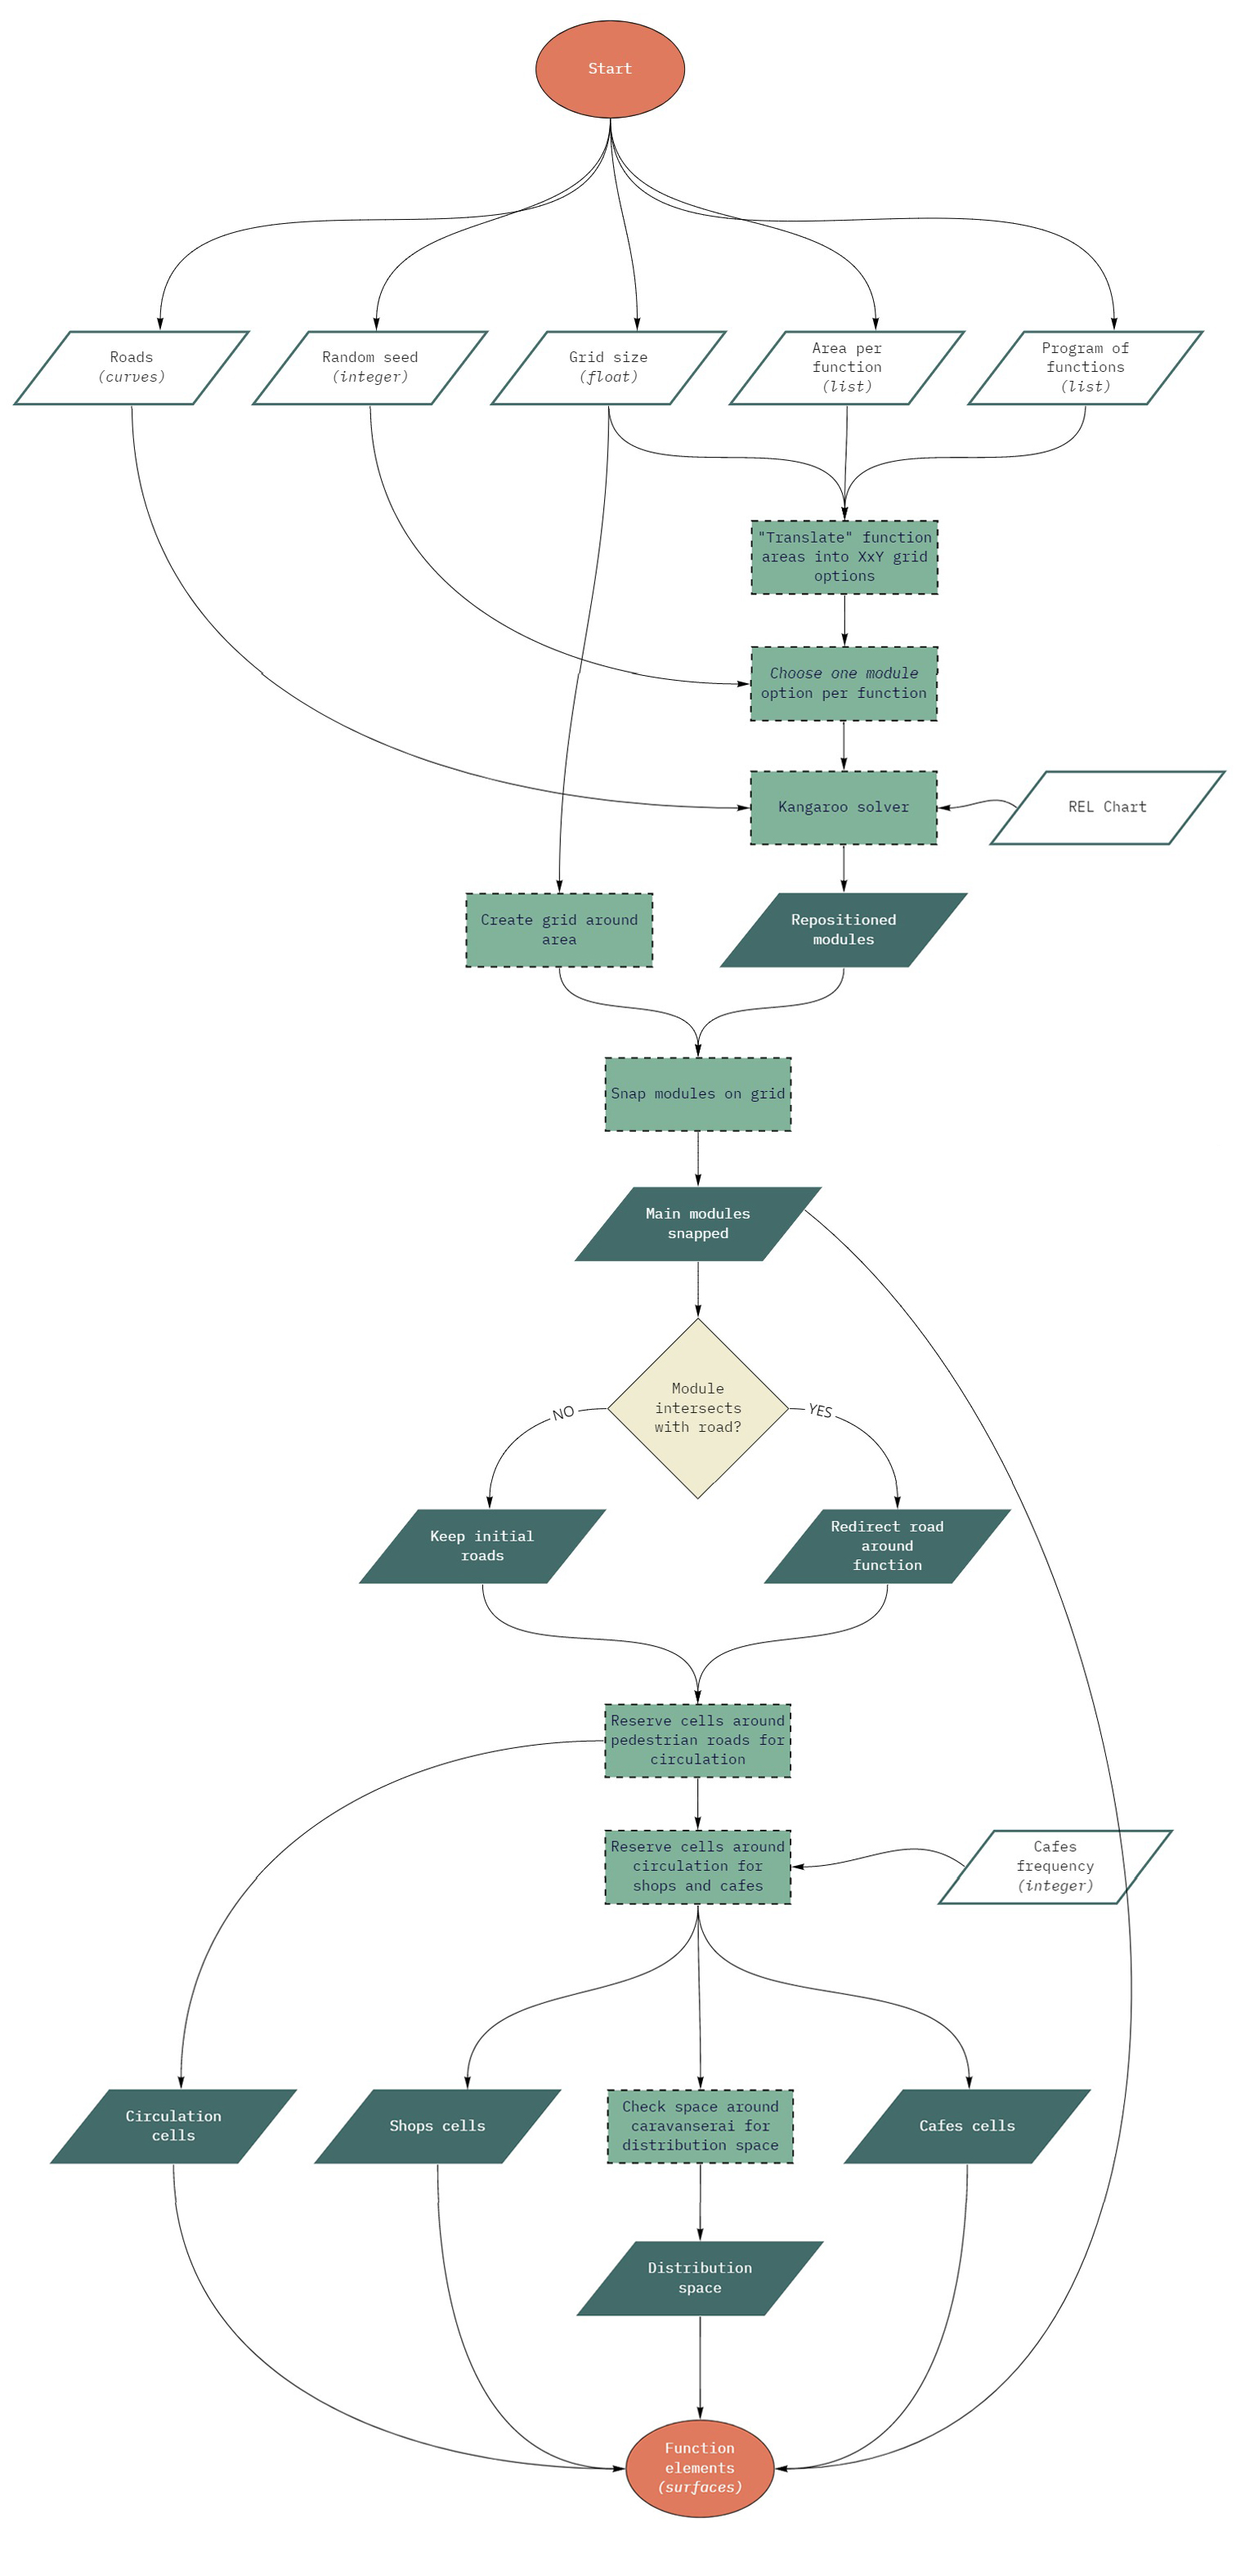 Start
Roads
(curves)
Random seed
(integer)
Grid size
(float)
Area per
function
(list)
Program of
functions
(list)
"Translate" function
areas into XxY grid
options
Choose one module
option per function
Kangaroo solver
REL Chart
Create grid around
area
Repositioned
modules
Snap modules on grid
Main modules
snapped
Module
intersects
with road?
NO
YES
Keep initial
roads
Redirect road
around
function
Reserve cells around
pedestrian roads for
circulation
Reserve cells around
circulation for
shops and cafes
Cafes
frequency
(integer)
Circulation
cells
Shops cells
Check space around
caravanserai for
distribution space
Cafes cells
Distribution
space
Function
elements
(surfaces)